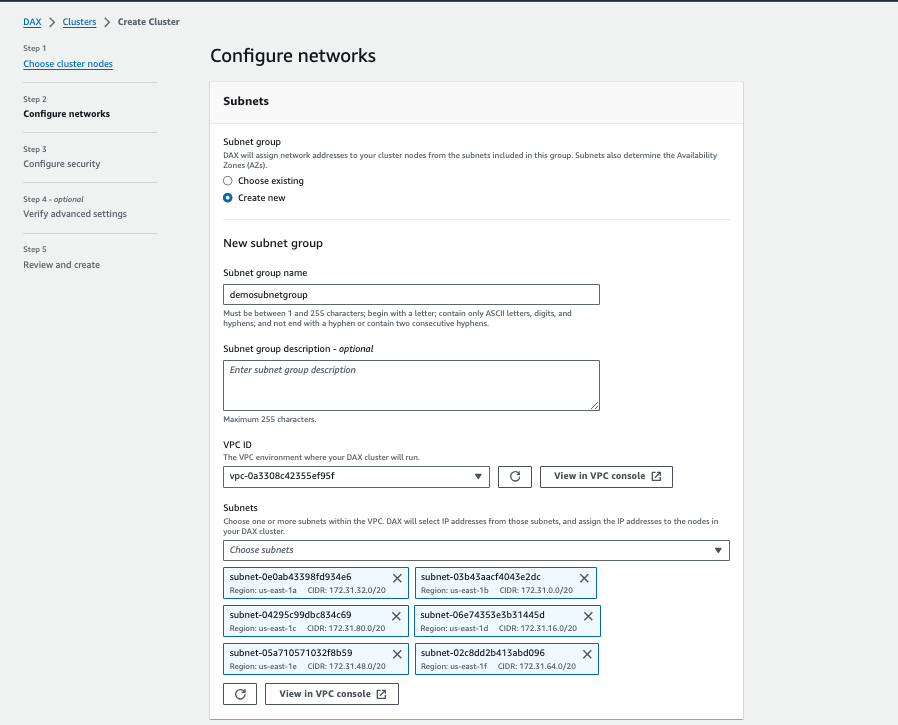 DAX > Clusters > Create Cluster
Step 1
Choose cluster nodes
Step 2
Configure networks
Step 3
Configure security
Step 4 - optional
Verify advanced settings
Step 5
Review and create
Configure networks
Subnets
Subnet group
DAX will assign network addresses to your cluster nodes from the subnets included in this group. Subnets also determine the Availability
Zones (AZs).
Choose existing
Create new
New subnet group
Subnet group name
demosubnetgroup
Must be between 1 and 255 characters; begin with a letter; contain only ASCII letters, digits, and
hyphens; and not end with a hyphen or contain two consecutive hyphens.
Subnet group description - optional
Enter subnet group description
Maximum 255 characters.
VPC ID
The VPC environment where your DAX cluster will run.
vpc-0a3308c42355ef95f
View in VPC console
Subnets
Choose one or more subnets within the VPC. DAX will select IP addresses from those subnets, and assign the IP addresses to the nodes in
your DAX cluster.
Choose subnets
subnet-0e0ab43398fd934e6
Region: us-east-1a CIDR: 172.31.32.0/20
subnet-03b43aacf4043e2dc
Region: us-east-1b CIDR: 172.31.0.0/20
subnet-04295c99dbc834c69
Region: us-east-1c CIDR: 172.31.80.0/20
subnet-06e74353e3b31445d
Region: us-east-1d CIDR: 172.31.16.0/20
subnet-05a710571032f8b59
Region: us-east-1e CIDR: 172.31.48.0/20
subnet-02c8dd2b413abd096
Region: us-east-1f CIDR: 172.31.64.0/20
View in VPC console